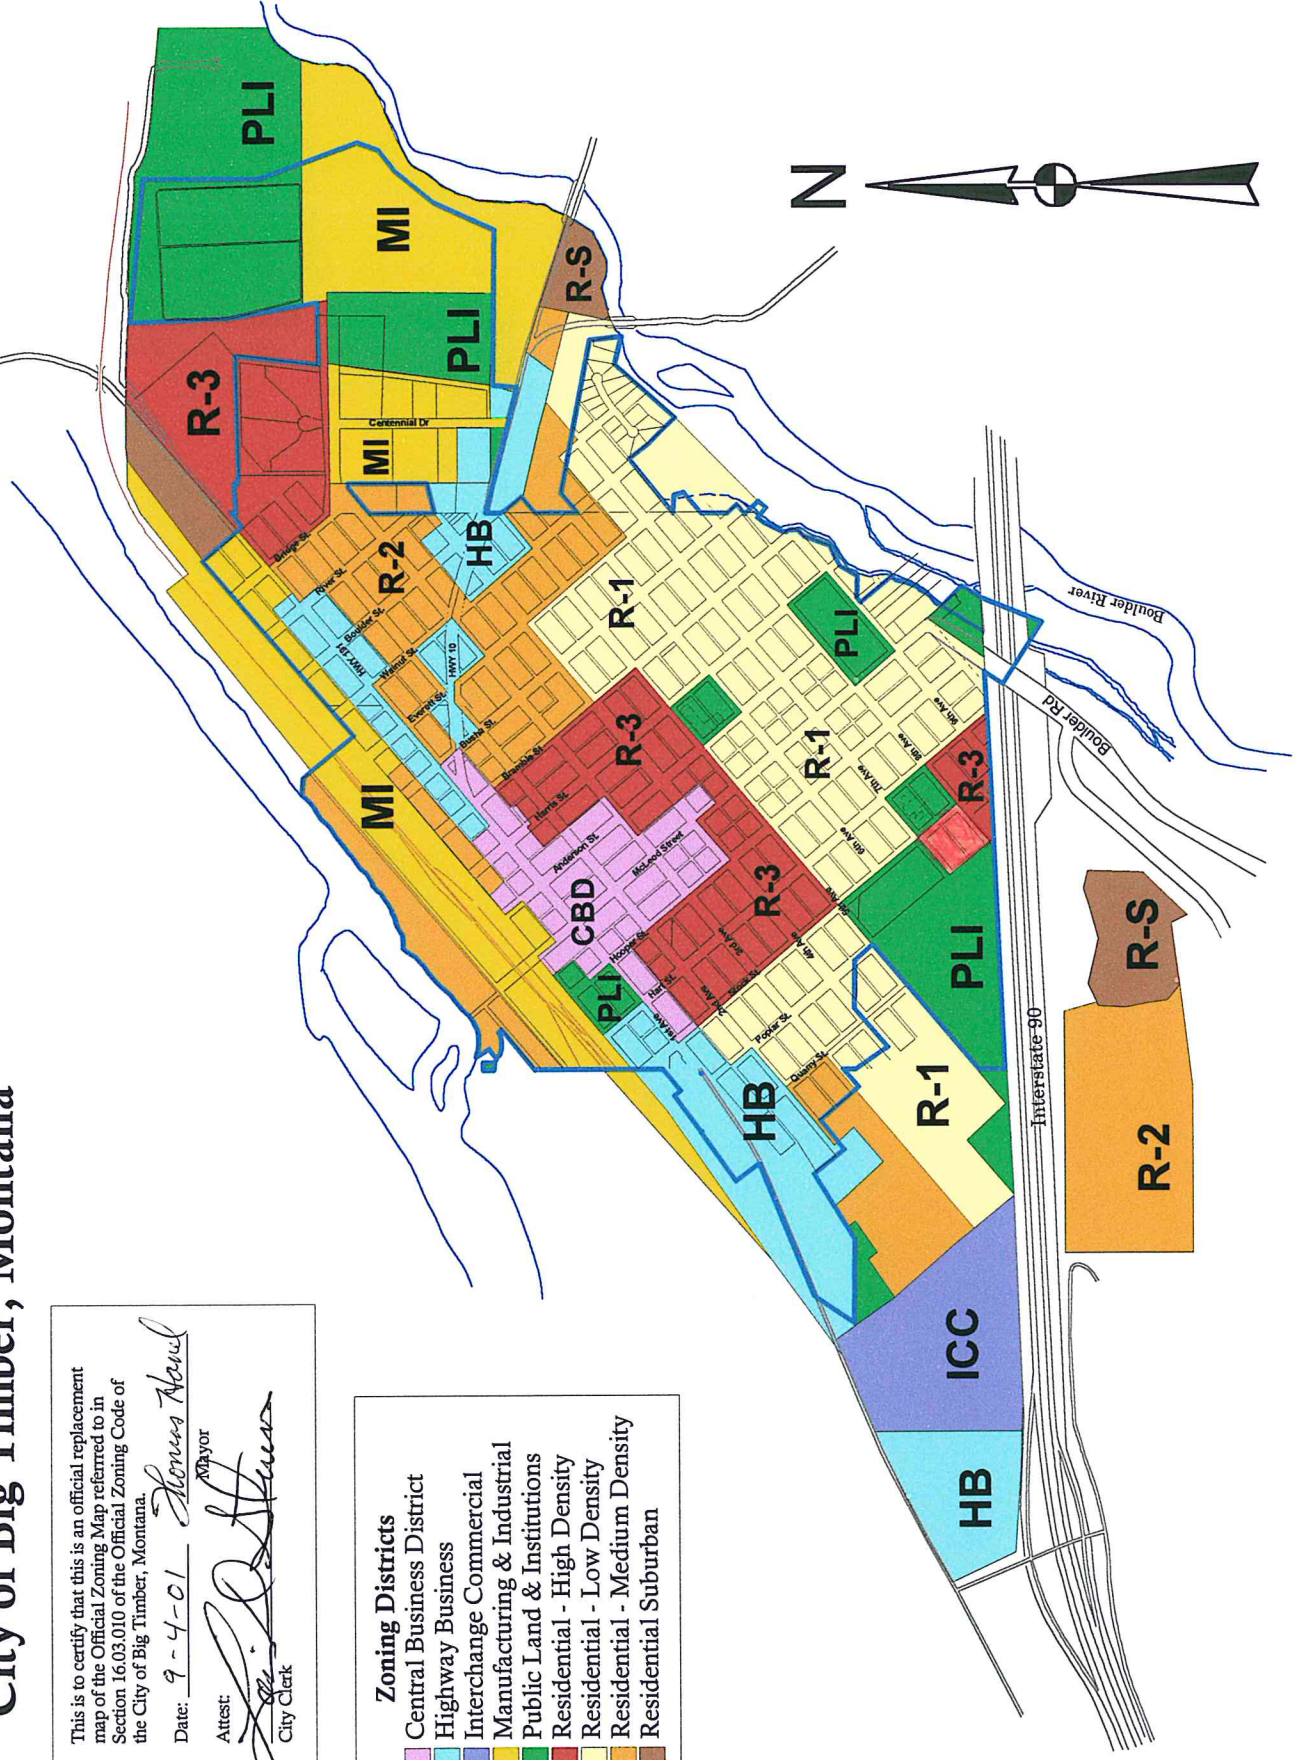 City of Big Timber, Montana
This is to certify that this is an official replacement
map of the Official Zoning Map referred to in
Section 16.03.010 of the Official Zoning Code of
the City of Big Timber, Montana.
Date: 9-4-01
Mayor
Attest:
City Clerk
Zoning Districts
Central Business District
Highway Business
Interchange Commercial
Manufacturing & Industrial
Public Land & Institutions
Residential - High Density
Residential - Low Density
Residential - Medium Density
Residential Suburban
PLI
MI
R-S
PLI
R-3
Centennial Dr
MI
HB
R-2
Bridge St.
River St.
Boulder St.
HWY 191
Walnut St.
HWY 10
Everett St.
Busha St.
Bramble St.
Harris St.
Anderson St.
McLeod Street
Hooper St.
Hart St.
1st Ave
2nd Ave
3rd Ave
4th Ave
5th Ave
6th Ave
7th Ave
8th Ave
9th Ave
Stock St.
Poplar St.
Quarry St.
R-1
PLI
R-3
R-1
MI
CBD
R-3
R-3
PLI
PLI
HB
R-1
Boulder River
Boulder Rd
Interstate 90
R-S
R-2
ICC
HB
N